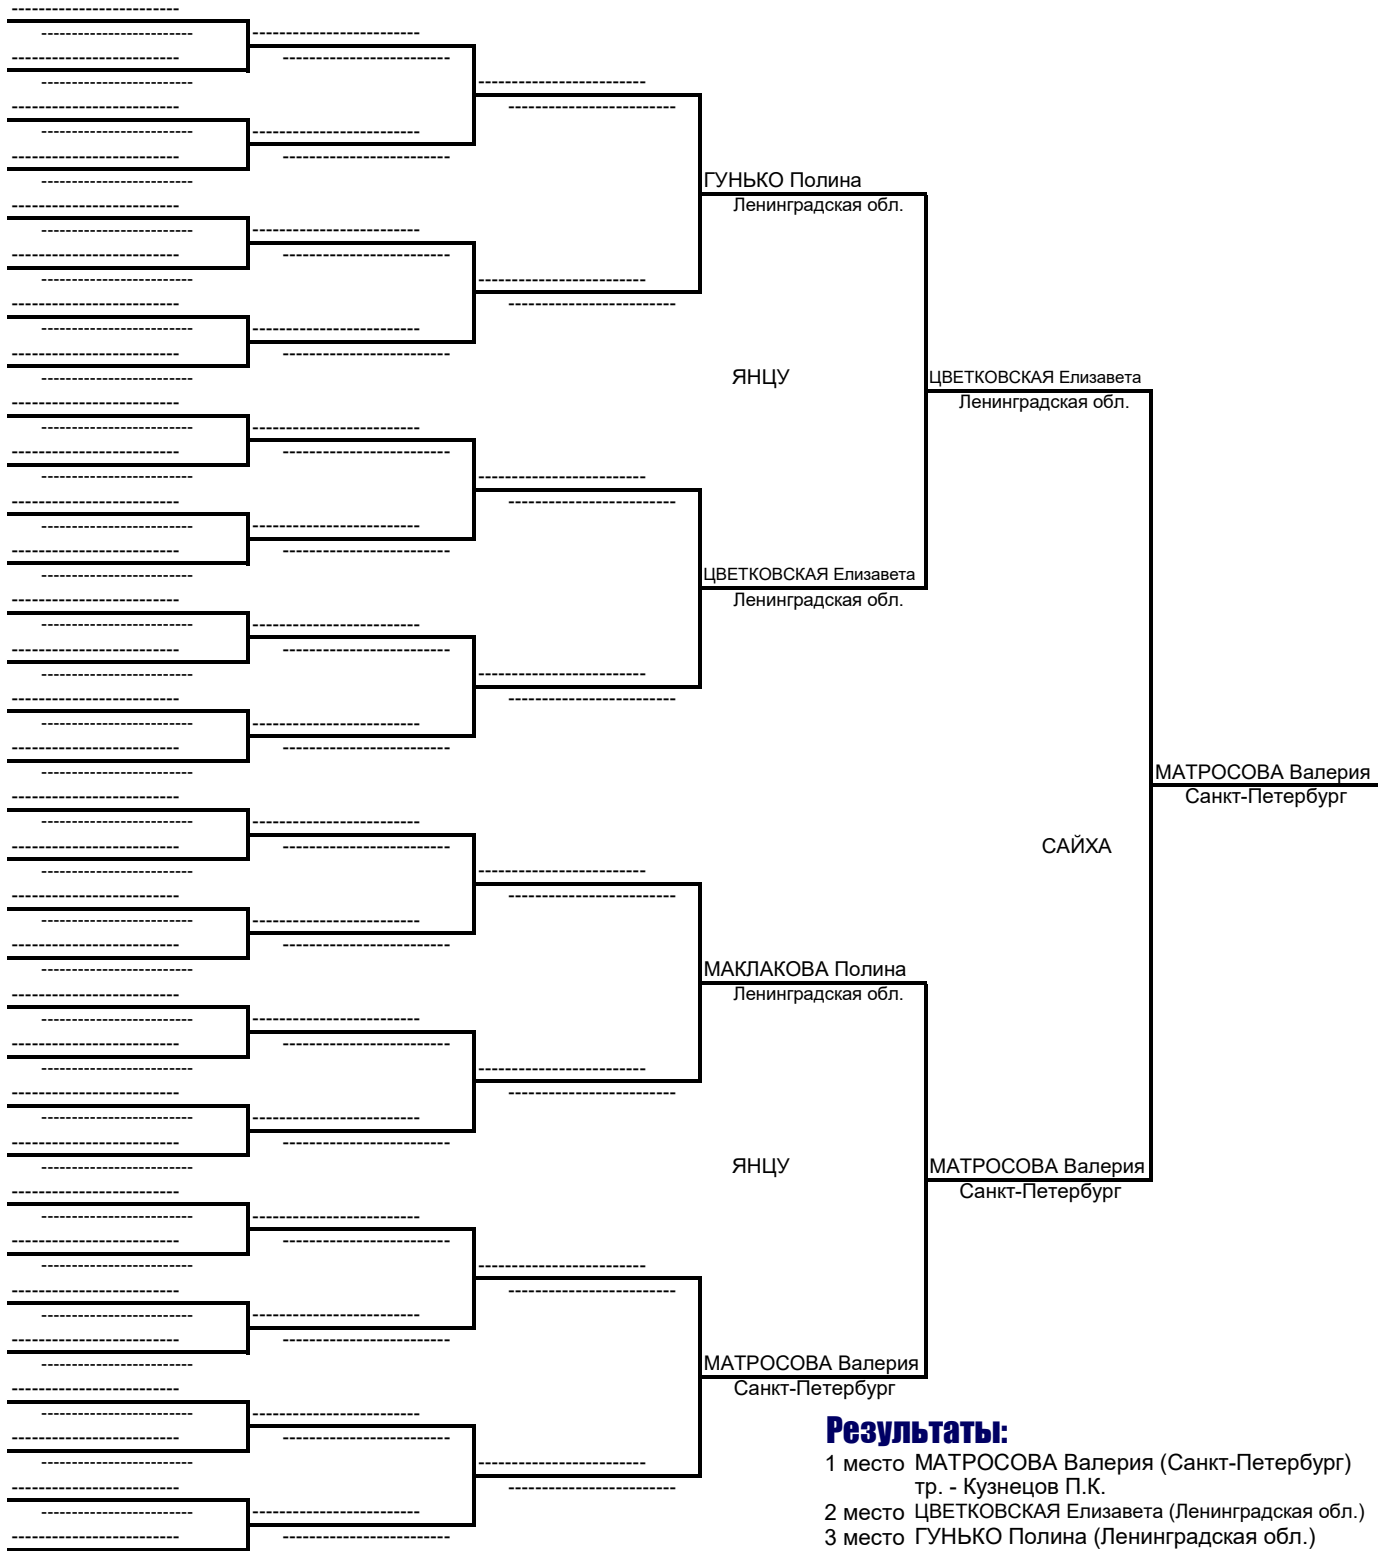 ГУНЬКО Полина
Ленинградская обл.
ЯНЦУ
ЦВЕТКОВСКАЯ Елизавета
Ленинградская обл.
ЦВЕТКОВСКАЯ Елизавета
Ленинградская обл.
МАТРОСОВА Валерия
Санкт-Петербург
САЙХА
МАКЛАКОВА Полина
Ленинградская обл.
ЯНЦУ
МАТРОСОВА Валерия
Санкт-Петербург
МАТРОСОВА Валерия
Санкт-Петербург
Результаты:
1 место МАТРОСОВА Валерия (Санкт-Петербург)
тр. - Кузнецов П.К.
2 место ЦВЕТКОВСКАЯ Елизавета (Ленинградская обл.)
3 место ГУНЬКО Полина (Ленинградская обл.)